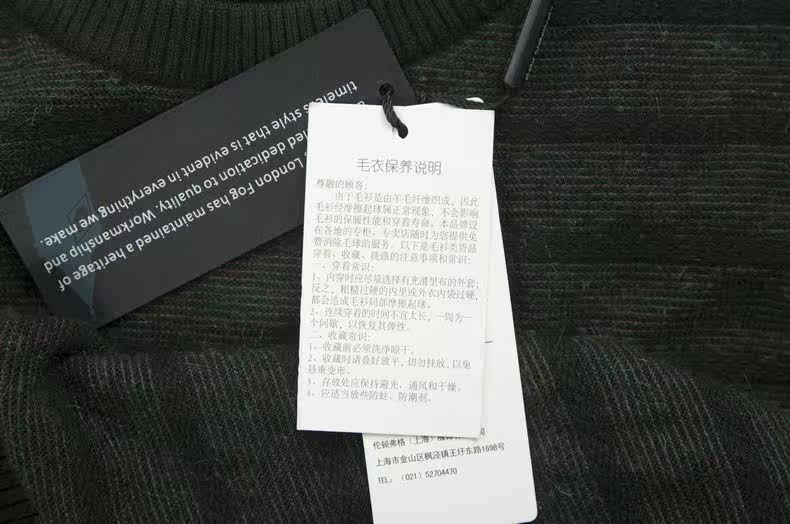 London Fog has maintained a heritage of
dedication to quality, Workmanship and
timeless style that is evident in everything we make.
毛衣保养说明
尊敬的顾客:
由于毛衫是由羊毛纤维织成，因此
毛衫经摩擦起球属正常现象，不会影响
毛衫的保暖性能和穿着寿命。本品牌设
在各地的专柜、专卖店随时为您提供免
费消除毛球的服务。以下是毛衫类货品
穿着、收藏、洗涤的注意事项和常识:
一、穿着常识:
1、内穿时应尽量选择有光滑里布的外套;
反之，粗糙过硬的内里或外衣内袋过硬，
都会造成毛衫局部摩擦起球。
2、连续穿着的时间不宜太长，一周为一
个间歇，以恢复其弹性。
二、收藏常识:
1、收藏前必须洗净晾干。
2、收藏时请叠好放平，切勿挂放，以免
悬垂变形。
3、存放处应保持避光、通风和干燥。
4、应适当放些防蛀、防潮剂。
伦顿弗格（上海）服饰
上海市金山区枫泾镇王圩东路1698号
TEL: （021）52704470